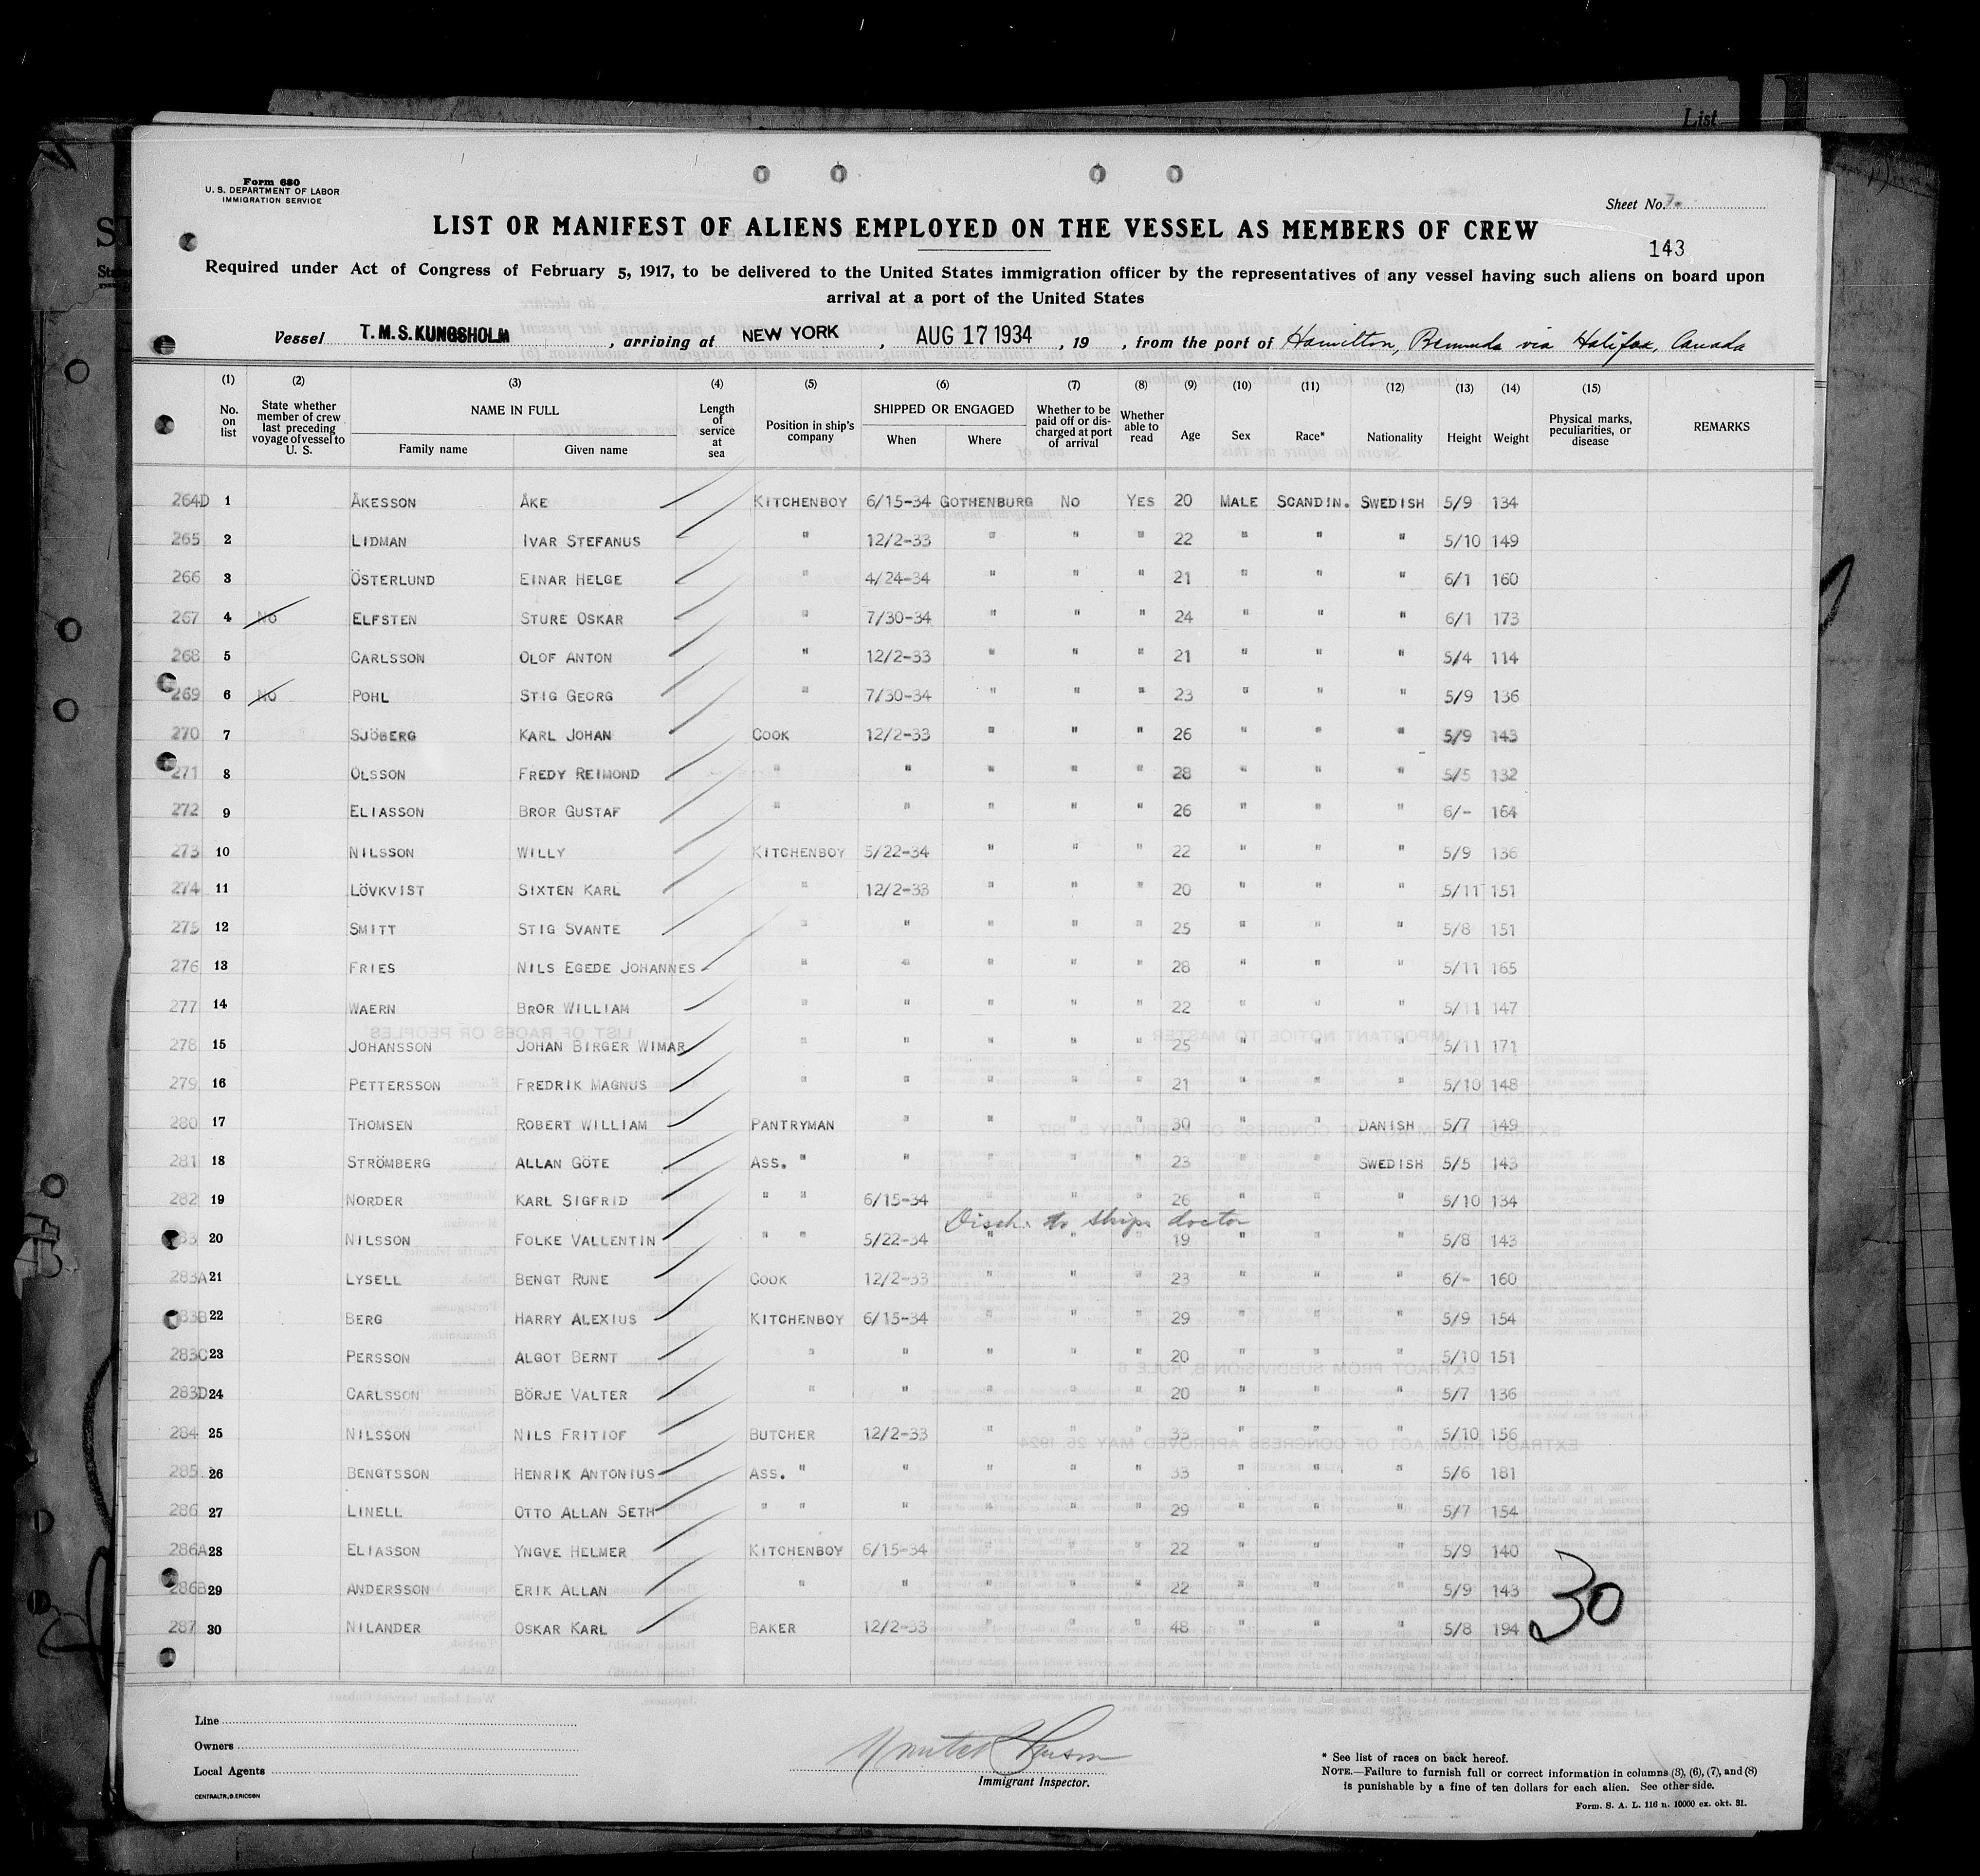 List
Form 680
U. S. DEPARTMENT OF LABOR
IMMIGRATION SERVICE
Sheet No. 7
LIST OR MANIFEST OF ALIENS EMPLOYED ON THE VESSEL AS MEMBERS OF CREW
143
Required under Act of Congress of February 5, 1917, to be delivered to the United States immigration officer by the representatives of any vessel having such aliens on board upon
arrival at a port of the United States
Vessel T.M.S. KUNGSHOLM, arriving at NEW YORK, AUG 17 1934, 19 , from the port of Hamilton, Bermuda via Halifax, Canada
(1) (2) (3) (4) (5) (6) (7) (8) (9) (10) (11) (12) (13) (14) (15)
No. on list State whether member of crew last preceding voyage of vessel to U. S. NAME IN FULL Family name Given name Length of service at sea Position in ship's company SHIPPED OR ENGAGED When Where Whether to be paid off or discharged at port of arrival Whether able to read Age Sex Race* Nationality Height Weight Physical marks, peculiarities, or disease REMARKS
264D 1 ÅKESSON ÅKE KITCHENBOY 6/15-34 GOTHENBURG NO YES 20 MALE SCANDIN. SWEDISH 5/9 134
265 2 LIDMAN IVAR STEFANUS " 12/2-33 " " " 22 " " " 5/10 149
266 3 ÖSTERLUND EINAR HELGE " 4/24-34 " " " 21 " " " 6/1 160
267 4 NO ELFSTEN STURE OSKAR " 7/30-34 " " " 24 " " " 6/1 173
268 5 CARLSSON OLOF ANTON " 12/2-33 " " " 21 " " " 5/4 114
269 6 NO POHL STIG GEORG " 7/30-34 " " " 23 " " " 5/9 136
270 7 SJÖBERG KARL JOHAN COOK 12/2-33 " " " 26 " " " 5/9 143
271 8 OLSSON FREDY REIMOND " " " " " 28 " " " 5/5 132
272 9 ELIASSON BROR GUSTAF " " " " " 26 " " " 6/- 164
273 10 NILSSON WILLY KITCHENBOY 5/22-34 " " " 22 " " " 5/9 136
274 11 LÖVKVIST SIXTEN KARL " 12/2-33 " " " 20 " " " 5/11 151
275 12 SMITT STIG SVANTE " " " " " 25 " " " 5/8 151
276 13 FRIES NILS EGEDE JOHANNES " " " " " 28 " " " 5/11 165
277 14 WAERN BROR WILLIAM " " " " " 22 " " " 5/11 147
278 15 JOHANSSON JOHAN BIRGER WIMAR " " " " " 25 " " " 5/11 171
279 16 PETTERSSON FREDRIK MAGNUS " " " " " 21 " " " 5/10 148
280 17 THOMSEN ROBERT WILLIAM PANTRYMAN " " " " 30 " " DANISH 5/7 149
281 18 STRÖMBERG ALLAN GÖTE ASS. " " " " " 23 " " SWEDISH 5/5 143
282 19 NORDER KARL SIGFRID " " 6/15-34 " " " 26 " " " 5/10 134
Disch. to ships doctor
83 20 NILSSON FOLKE VALLENTIN " " 5/22-34 " " " 19 " " " 5/8 143
283A 21 LYSELL BENGT RUNE COOK 12/2-33 " " " 23 " " " 6/- 160
83B 22 BERG HARRY ALEXIUS KITCHENBOY 6/15-34 " " " 29 " " " 5/9 154
283C 23 PERSSON ALGOT BERNT " " " " " 20 " " " 5/10 151
283D 24 CARLSSON BÖRJE VALTER " " " " " 20 " " " 5/7 136
284 25 NILSSON NILS FRITIOF BUTCHER 12/2-33 " " " 33 " " " 5/10 156
285 26 BENGTSSON HENRIK ANTONIUS ASS. " " " " " 33 " " " 5/6 181
286 27 LINELL OTTO ALLAN SETH " " " " " " 29 " " " 5/7 154
286A 28 ELIASSON YNGVE HELMER KITCHENBOY 6/15-34 " " " 22 " " " 5/9 140
286B 29 ANDERSSON ERIK ALLAN " " " " " 22 " " " 5/9 143
287 30 NILANDER OSKAR KARL BAKER 12/2-33 " " " 48 " " " 5/8 194
30
Line
Owners
Local Agents
CENTRALTR, G. ERICSON
Immigrant Inspector.
* See list of races on back hereof.
NOTE.—Failure to furnish full or correct information in columns (3), (6), (7), and (8)
is punishable by a fine of ten dollars for each alien. See other side.
Form. S. A. L. 116 n. 10000 ex. okt. 31.